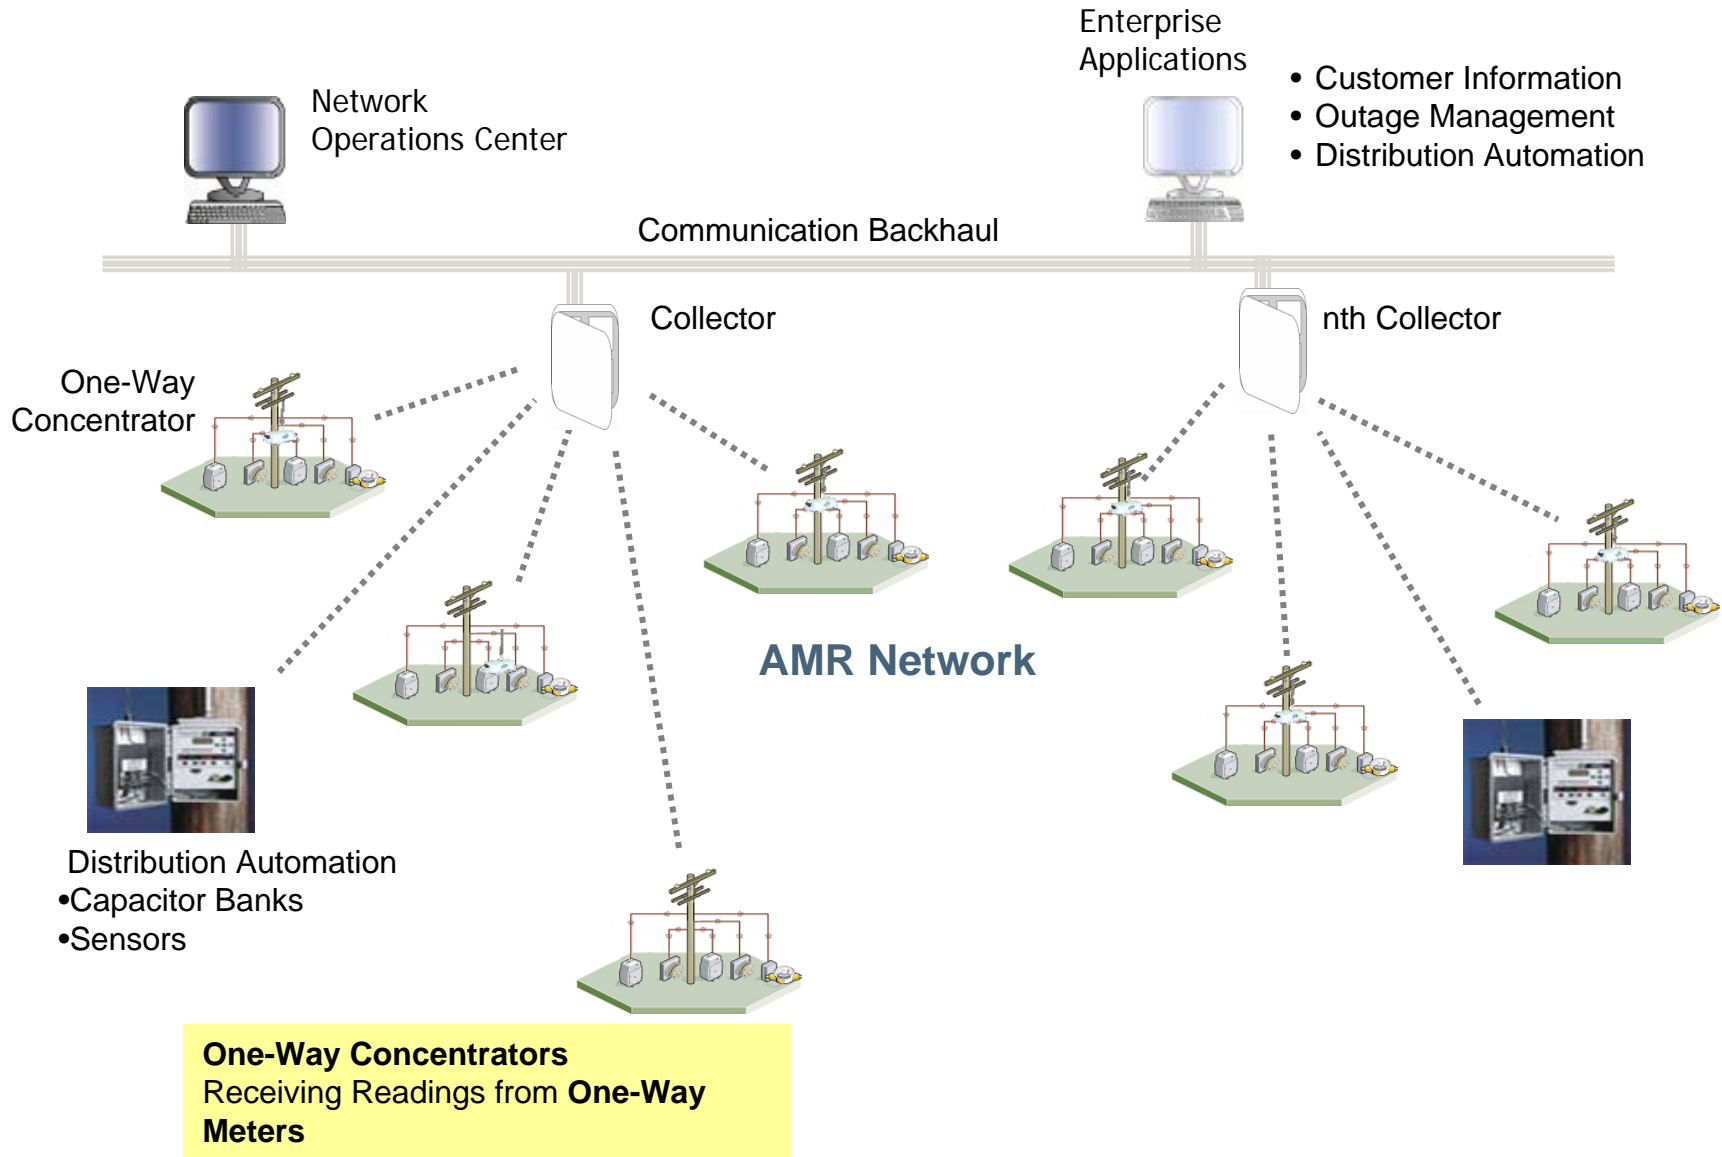 Enterprise
Applications
• Customer Information
• Outage Management
• Distribution Automation
Network
Operations Center
Communication Backhaul
Collector
nth Collector
One-Way
Concentrator
AMR Network
Distribution Automation
•Capacitor Banks
•Sensors
One-Way Concentrators
Receiving Readings from One-Way
Meters